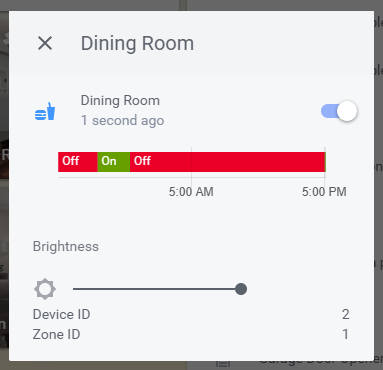 Dining Room
Dining Room
1 second ago
Off On Off
5:00 AM 5:00 PM
Brightness
Device ID 2
Zone ID 1